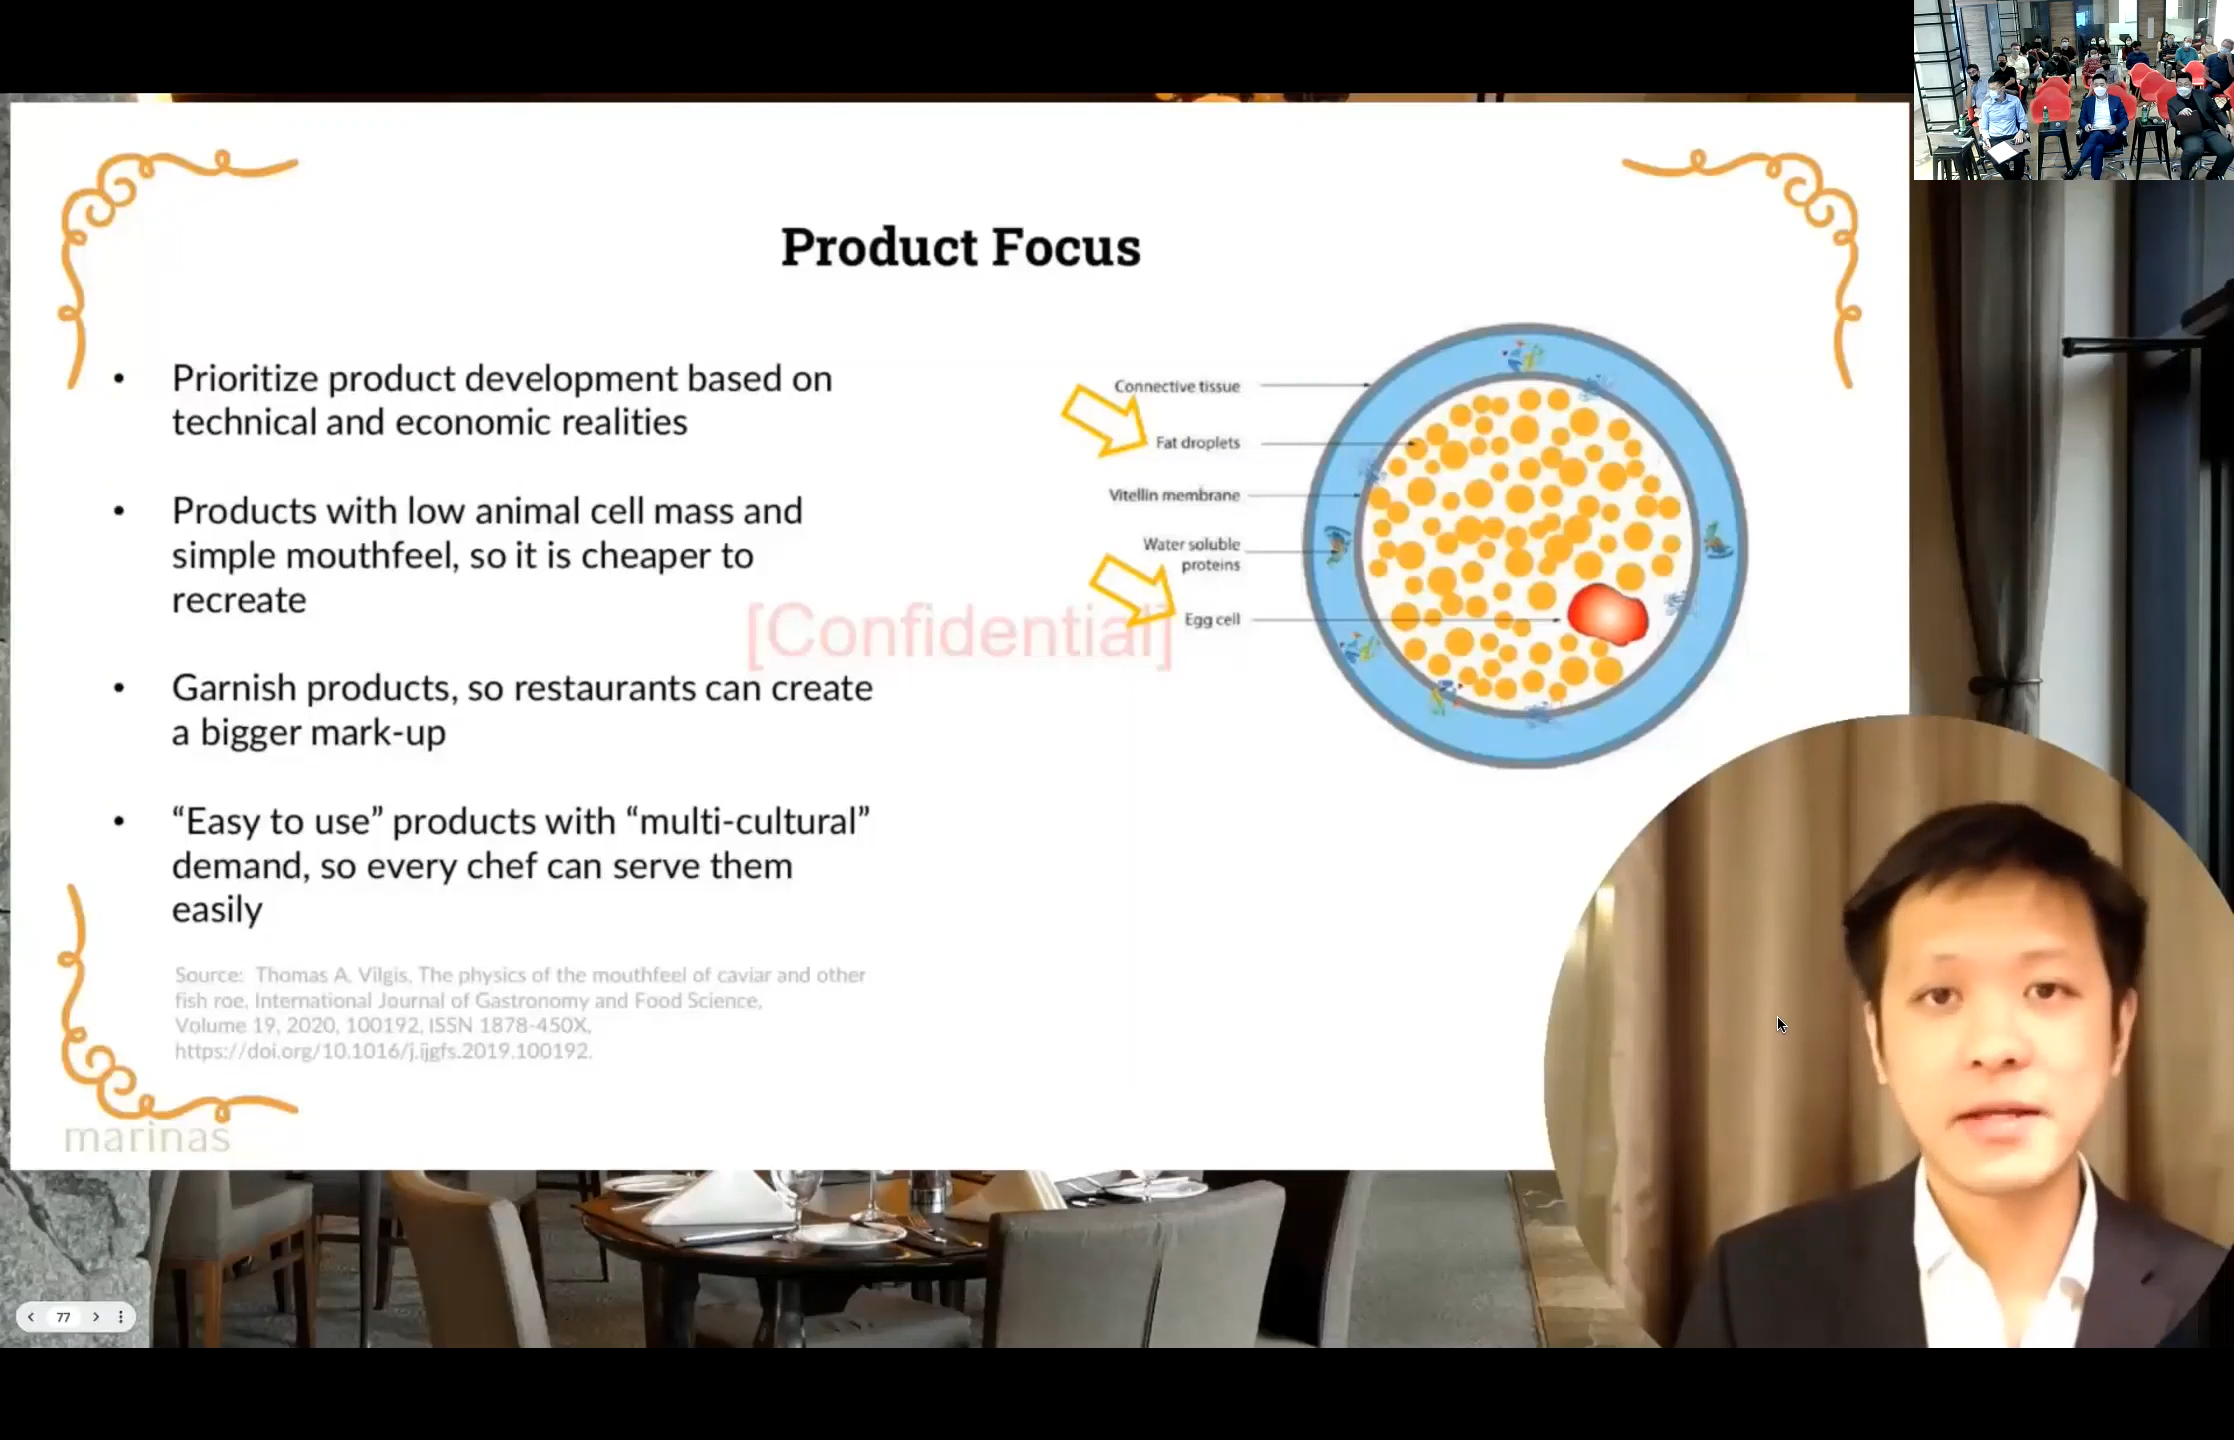 Product Focus
• Prioritize product development based on
technical and economic realities
• Products with low animal cell mass and
simple mouthfeel, so it is cheaper to
recreate
• Garnish products, so restaurants can create
a bigger mark-up
• “Easy to use” products with “multi-cultural”
demand, so every chef can serve them
easily
Source: Thomas A. Vilgis, The physics of the mouthfeel of caviar and other
fish roe, International Journal of Gastronomy and Food Science,
Volume 19, 2020, 100192, ISSN 1878-450X,
https://doi.org/10.1016/j.ijgfs.2019.100192.
Connective tissue
Fat droplets
Vitellin membrane
Water soluble
proteins
Egg cell
[Confidential]
marinas
77